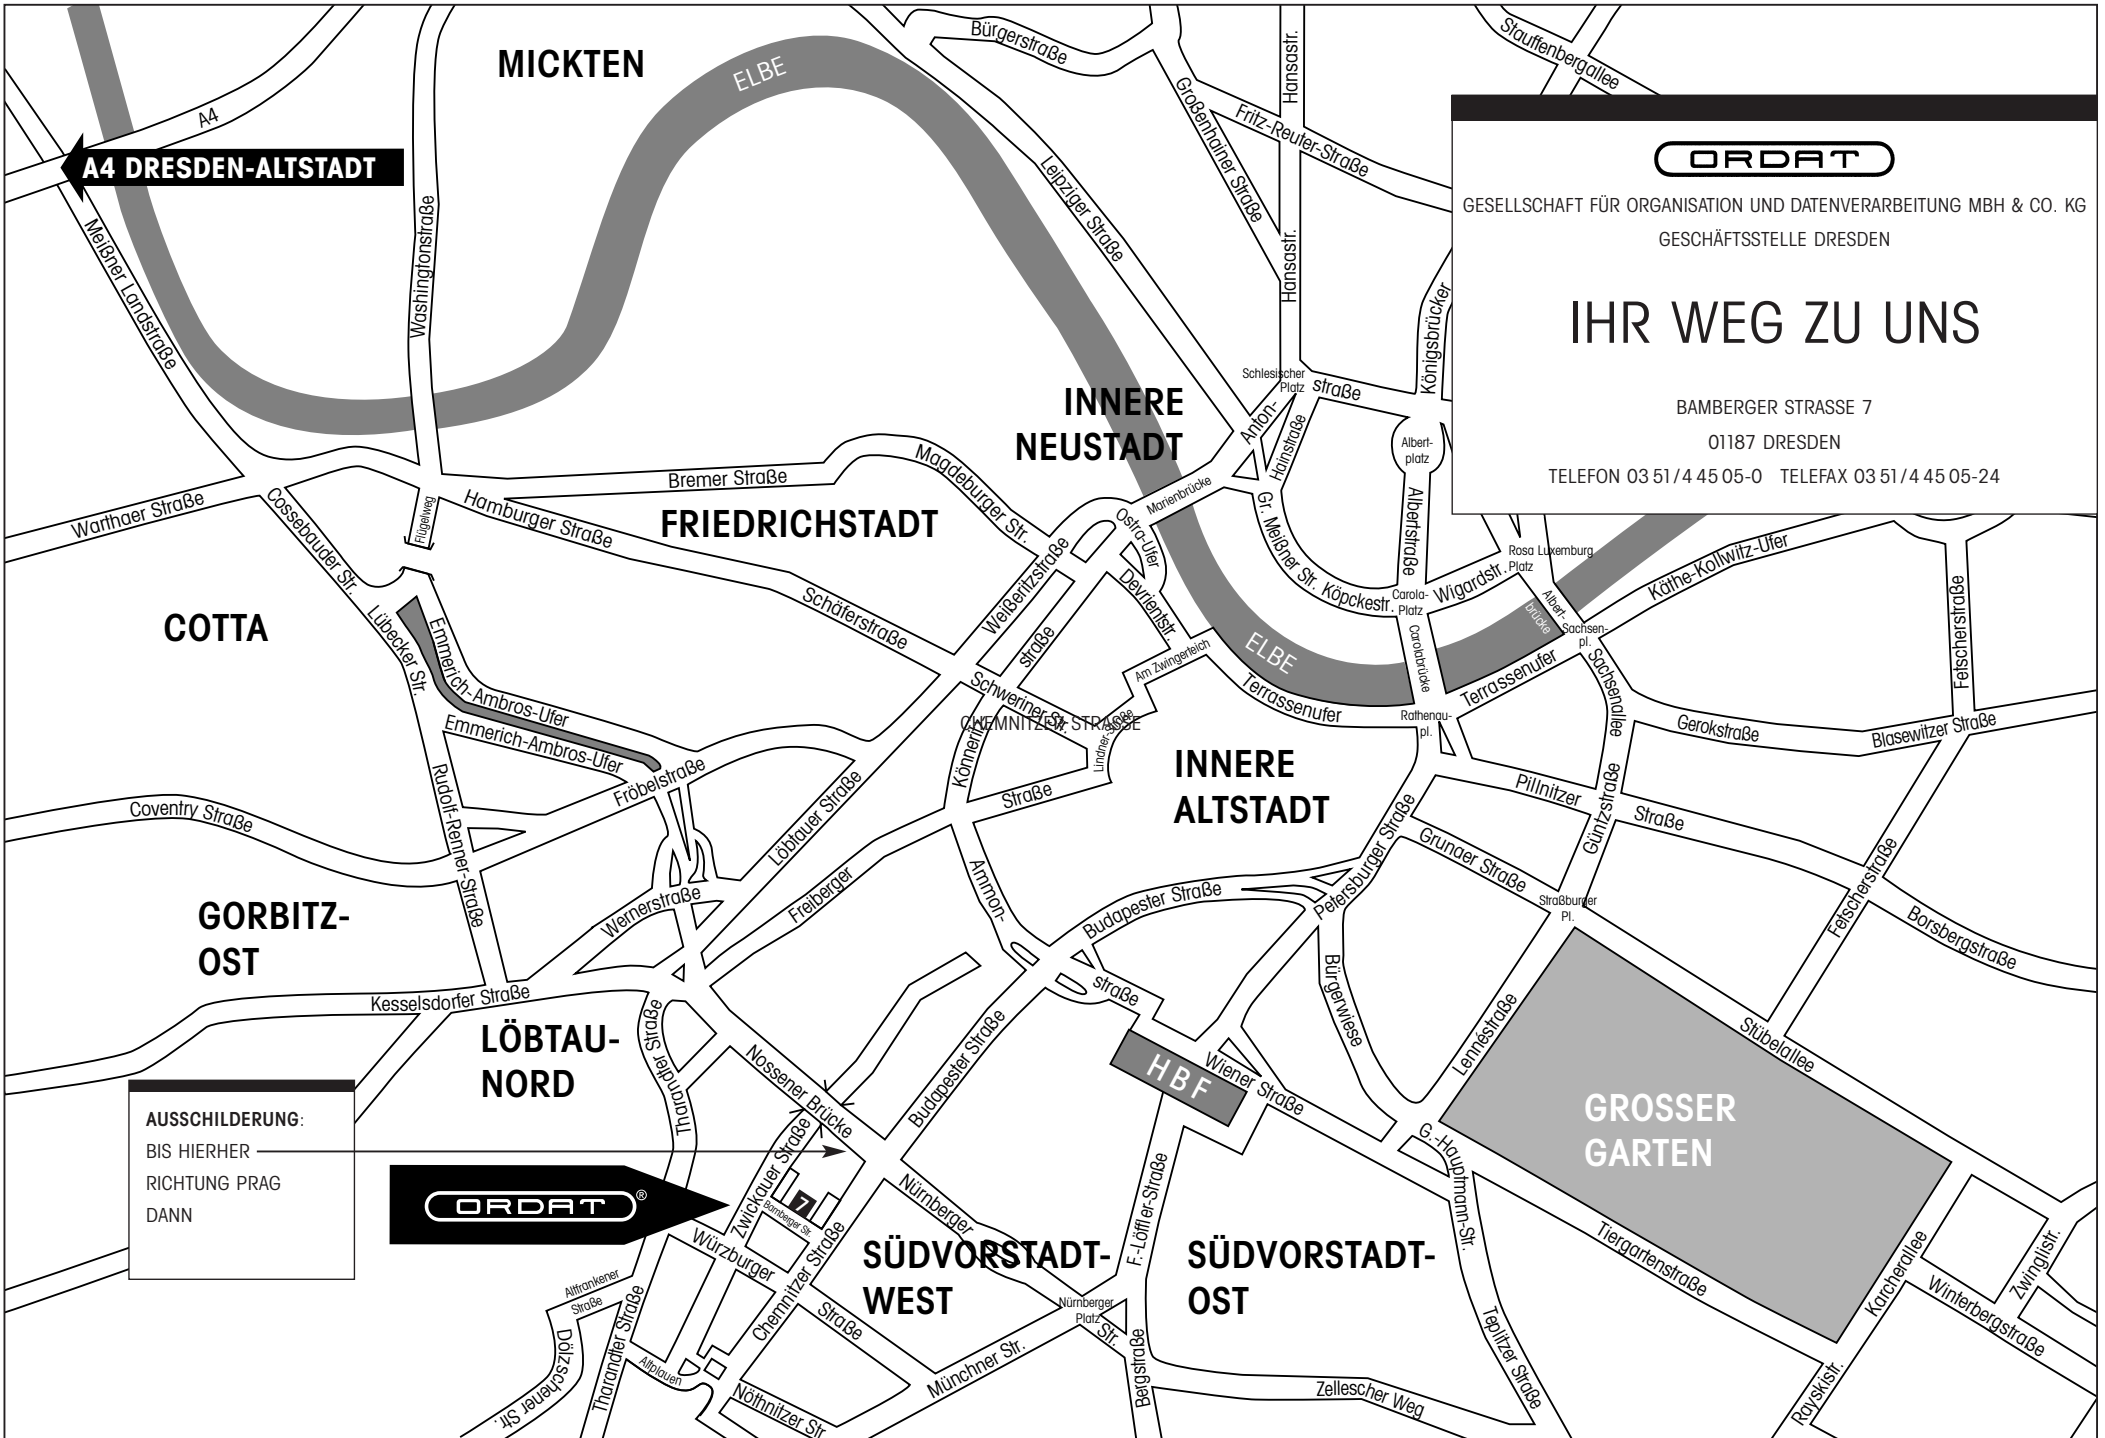 MICKTEN
ELBE
Bürgerstraße
Hansastr.
Stauffenbergallee
A4
A4 DRESDEN-ALTSTADT
Großenhainer Straße
Fritz-Reuter-Straße
Leipziger Straße
Hansastr.
Washingtonstraße
Meißner Landstraße
ORDAT
GESELLSCHAFT FÜR ORGANISATION UND DATENVERARBEITUNG MBH & CO. KG
GESCHÄFTSSTELLE DRESDEN
IHR WEG ZU UNS
BAMBERGER STRASSE 7
01187 DRESDEN
TELEFON 03 51/4 45 05-0 TELEFAX 03 51/4 45 05-24
Königsbrücker
Schlesischer
Platz
straße
Anton-
Hainstraße
Albert-
platz
INNERE
NEUSTADT
Albertstraße
Marienbrücke
Gr. Meißner Str.
Köpckestr.
Carola-
Platz
Wigardstr.
Rosa Luxemburg
Platz
Käthe-Kollwitz-Ufer
Albert-
brücke
Sachsen-
pl.
Carolabrücke
ELBE
Terrassenufer
Terrassenufer
Rathenau-
pl.
Sachsenallee
Gerokstraße
Blasewitzer Straße
Fetscherstraße
Bremer Straße
Magdeburger Str.
Hamburger Straße
FRIEDRICHSTADT
Flügelweg
Warthaer Straße
Cossebauder Str.
COTTA
Lübecker Str.
Emmerich-Ambros-Ufer
Emmerich-Ambros-Ufer
Schäferstraße
Weißeritzstraße
straße
Ostra-Ufer
Devrientstr.
Am Zwingerteich
Schweriner Str.
CHEMNITZER STRASSE
Könneritz
Lindner-Straße
Straße
INNERE
ALTSTADT
Pillnitzer
Straße
Güntzstraße
Petersburger Straße
Grunaer Straße
Straßburger
Pl.
Fetscherstraße
Borsbergstraße
Fröbelstraße
Coventry Straße
Rudolf-Renner-Straße
Löbtauer Straße
Freiberger
Ammon-
Budapester Straße
Wernerstraße
GORBITZ-
OST
Kesselsdorfer Straße
LÖBTAU-
NORD
Tharandler Straße
Nossener Brücke
Budapester Straße
straße
Bürgerwiese
HBF
Wiener Straße
Lennéstraße
Stübelallee
GROSSER
GARTEN
AUSSCHILDERUNG:
BIS HIERHER
RICHTUNG PRAG
DANN
ORDAT®
Zwickauer Straße
7
Bamberger Str.
Würzburger
Straße
Chemnitzer Straße
Nürnberger
SÜDVORSTADT-
WEST
F.-Löffler-Straße
SÜDVORSTADT-
OST
G.-Hauptmann-Str.
Tiergartenstraße
Karcherallee
Zwinglistr.
Winterbergstraße
Altfrankener
Straße
Dölzschener Str.
Tharandler Straße
Altplauen
Nöthnitzer Str
Münchner Str.
Nürnberger
Platz
Str.
Bergstraße
Zellescher Weg
Teplitzer Straße
Rayskistr.